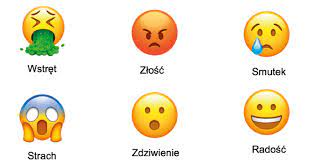 Wstręt
Złość
Smutek
Strach
Zdziwienie
Radość